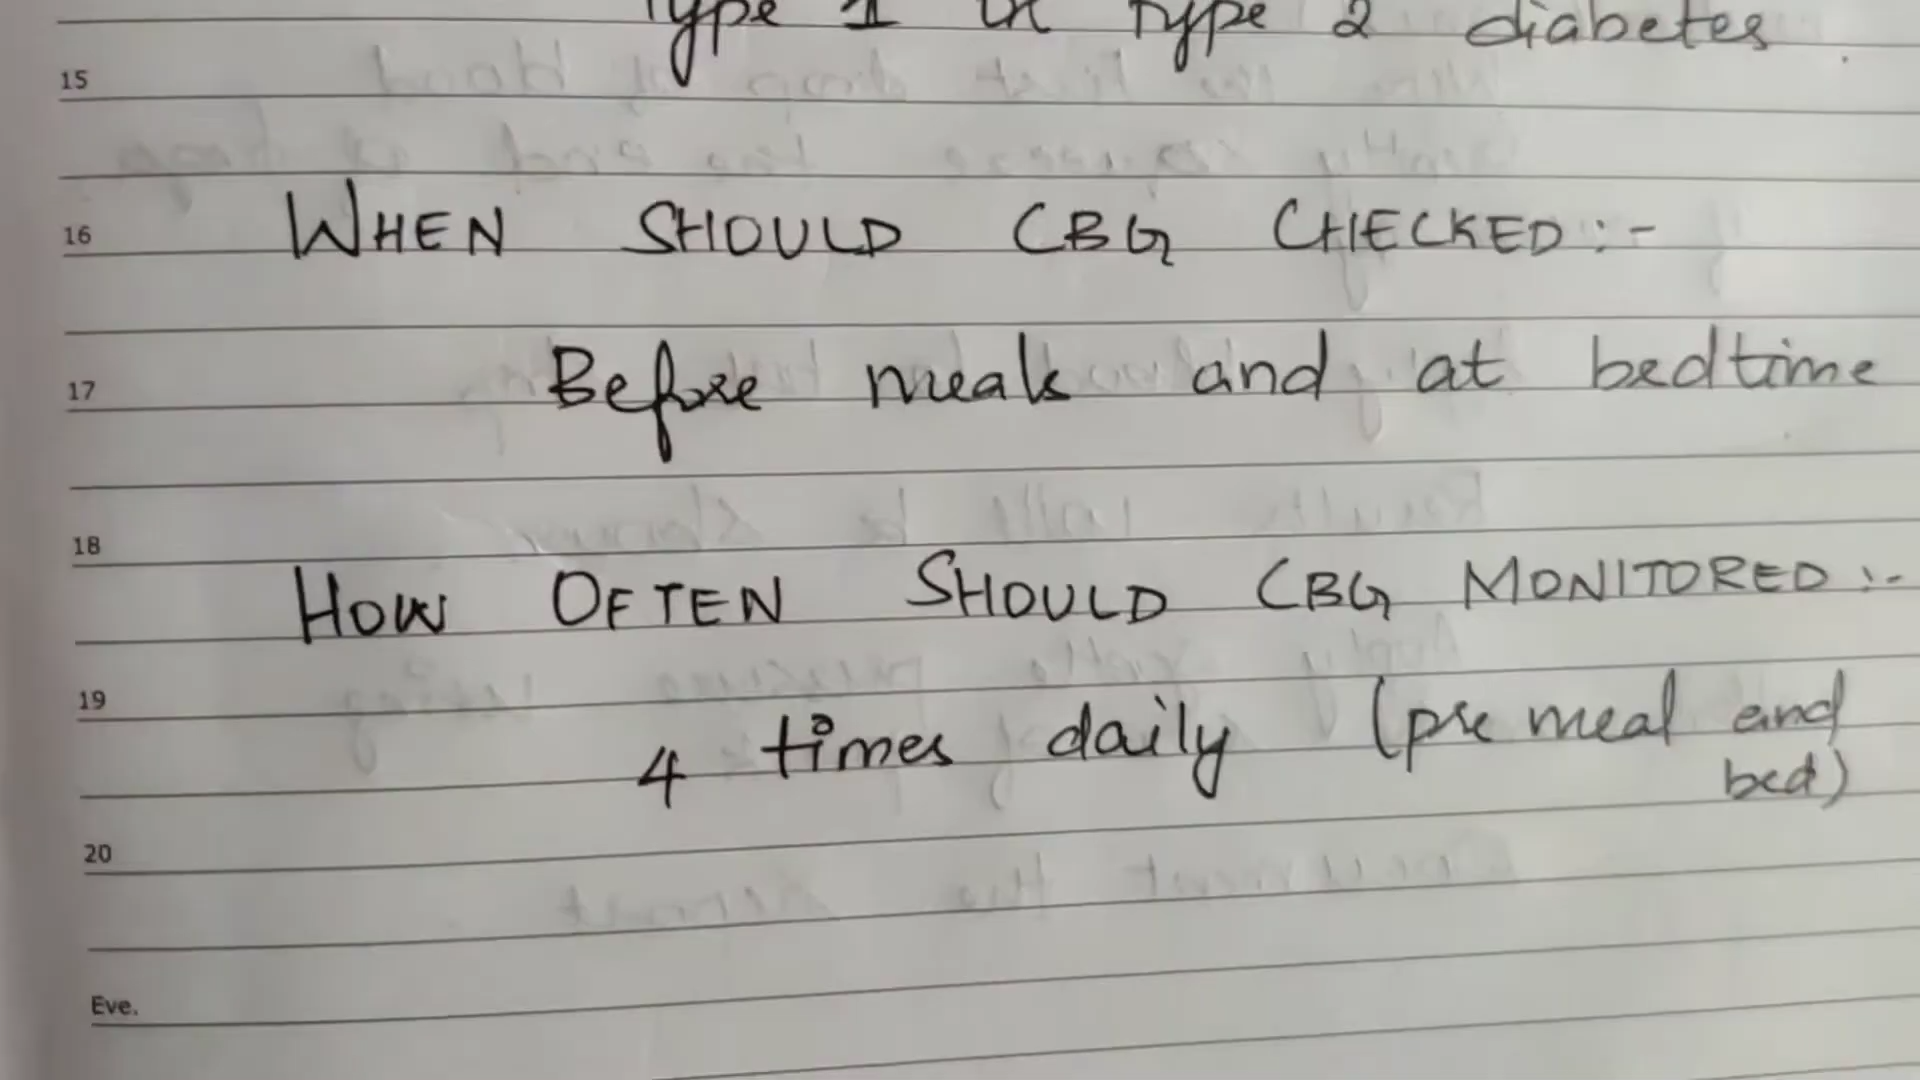 Type 1 or Type 2 diabetes
15
16 WHEN SHOULD CBG CHECKED:-
17 Before meals and at bedtime
18
HOW OFTEN SHOULD CBG MONITORED:-
19
4 times daily (pre meal and
bed)
20
Eve.